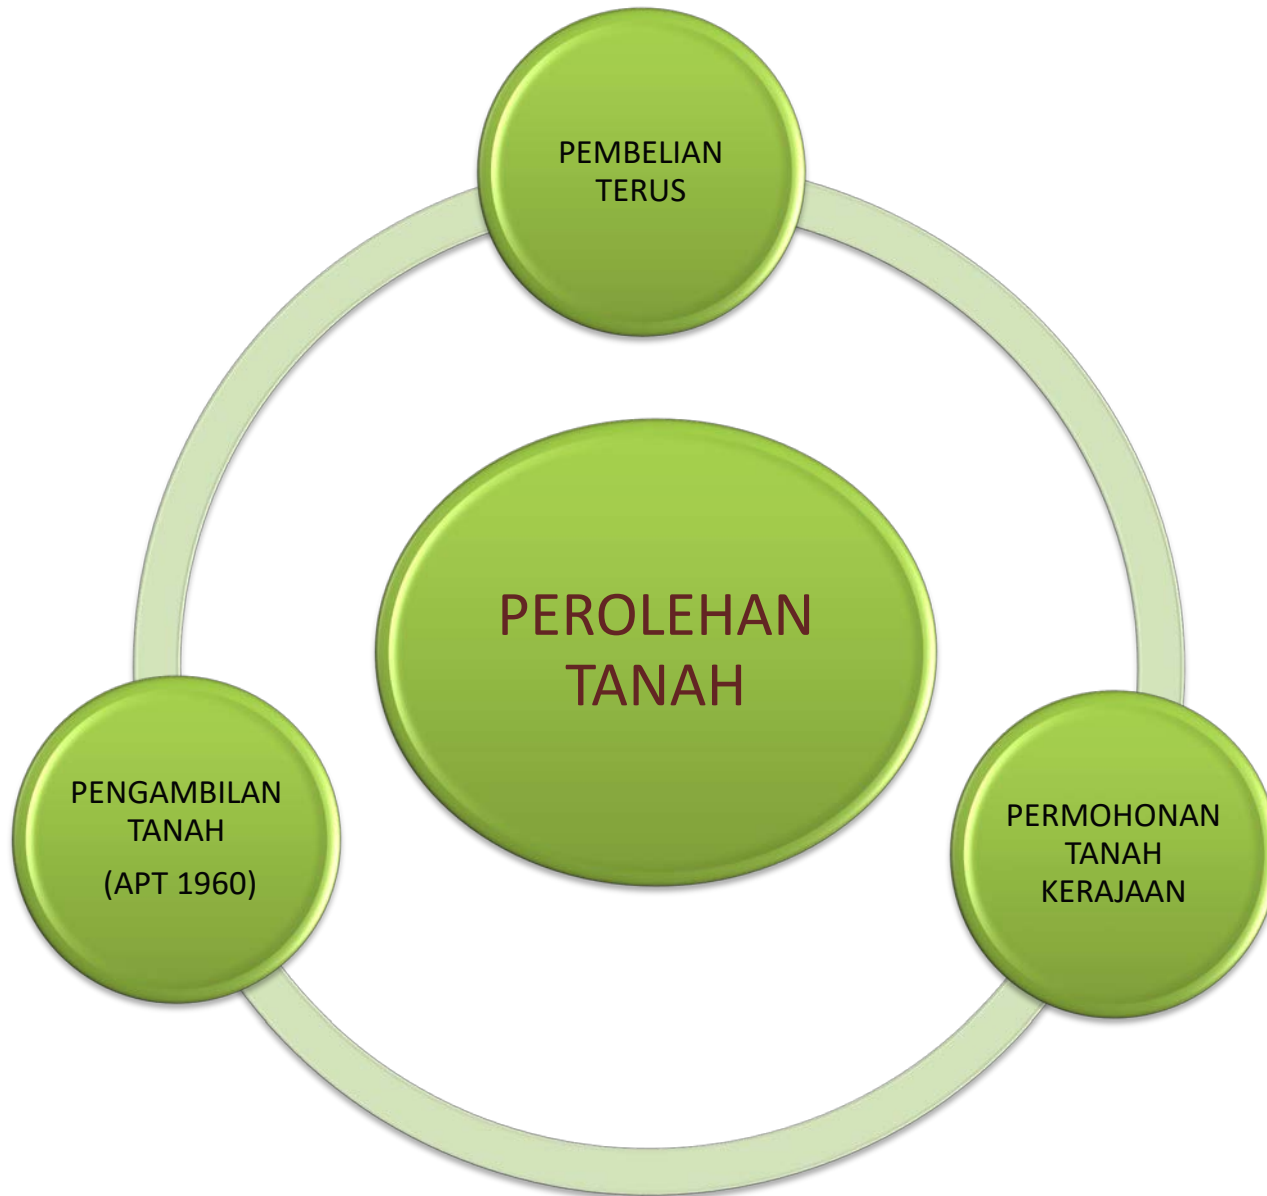 PEMBELIAN
TERUS
PEROLEHAN
TANAH
PENGAMBILAN
TANAH
(APT 1960)
PERMOHONAN
TANAH
KERAJAAN